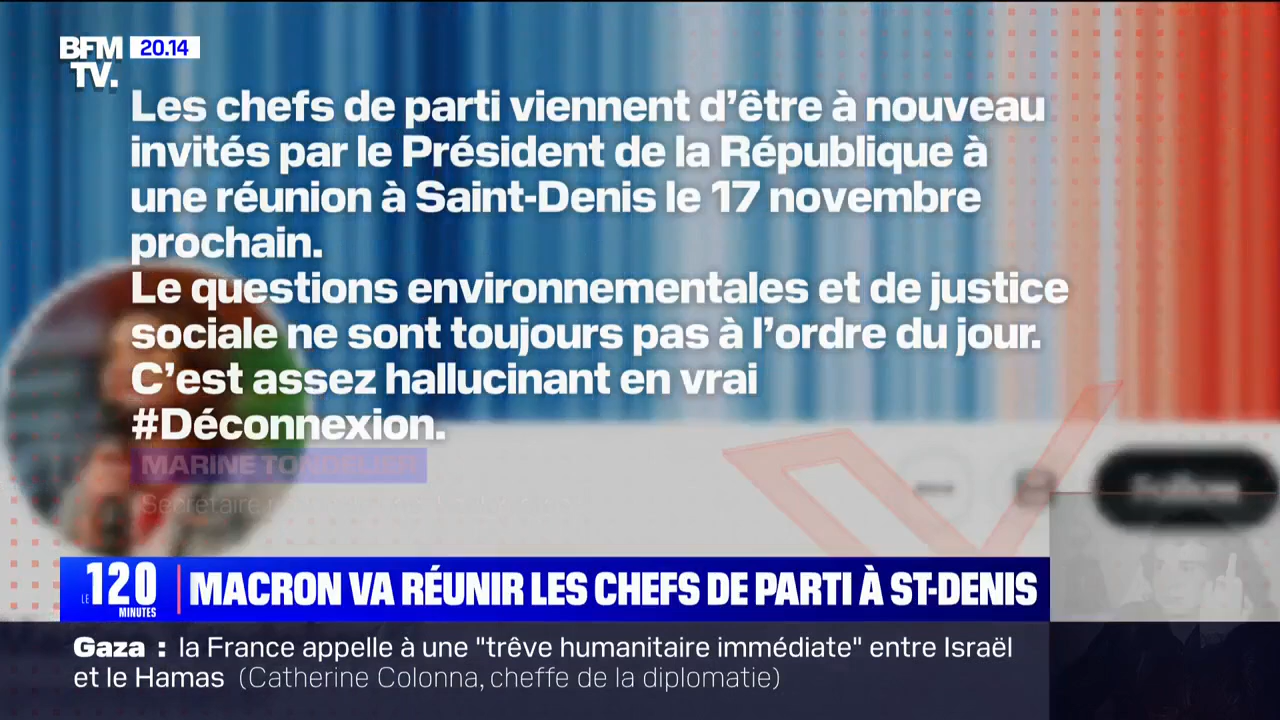 BFM 20.14
TV.
Les chefs de parti viennent d’être à nouveau
invités par le Président de la République à
une réunion à Saint-Denis le 17 novembre
prochain.
Le questions environnementales et de justice
sociale ne sont toujours pas à l’ordre du jour.
C’est assez hallucinant en vrai
#Déconnexion.
MARINE TONDELIER
Secrétaire
Follow
LE 120 MINUTES
MACRON VA RÉUNIR LES CHEFS DE PARTI À ST-DENIS
Gaza : la France appelle à une "trêve humanitaire immédiate" entre Israël
et le Hamas (Catherine Colonna, cheffe de la diplomatie)